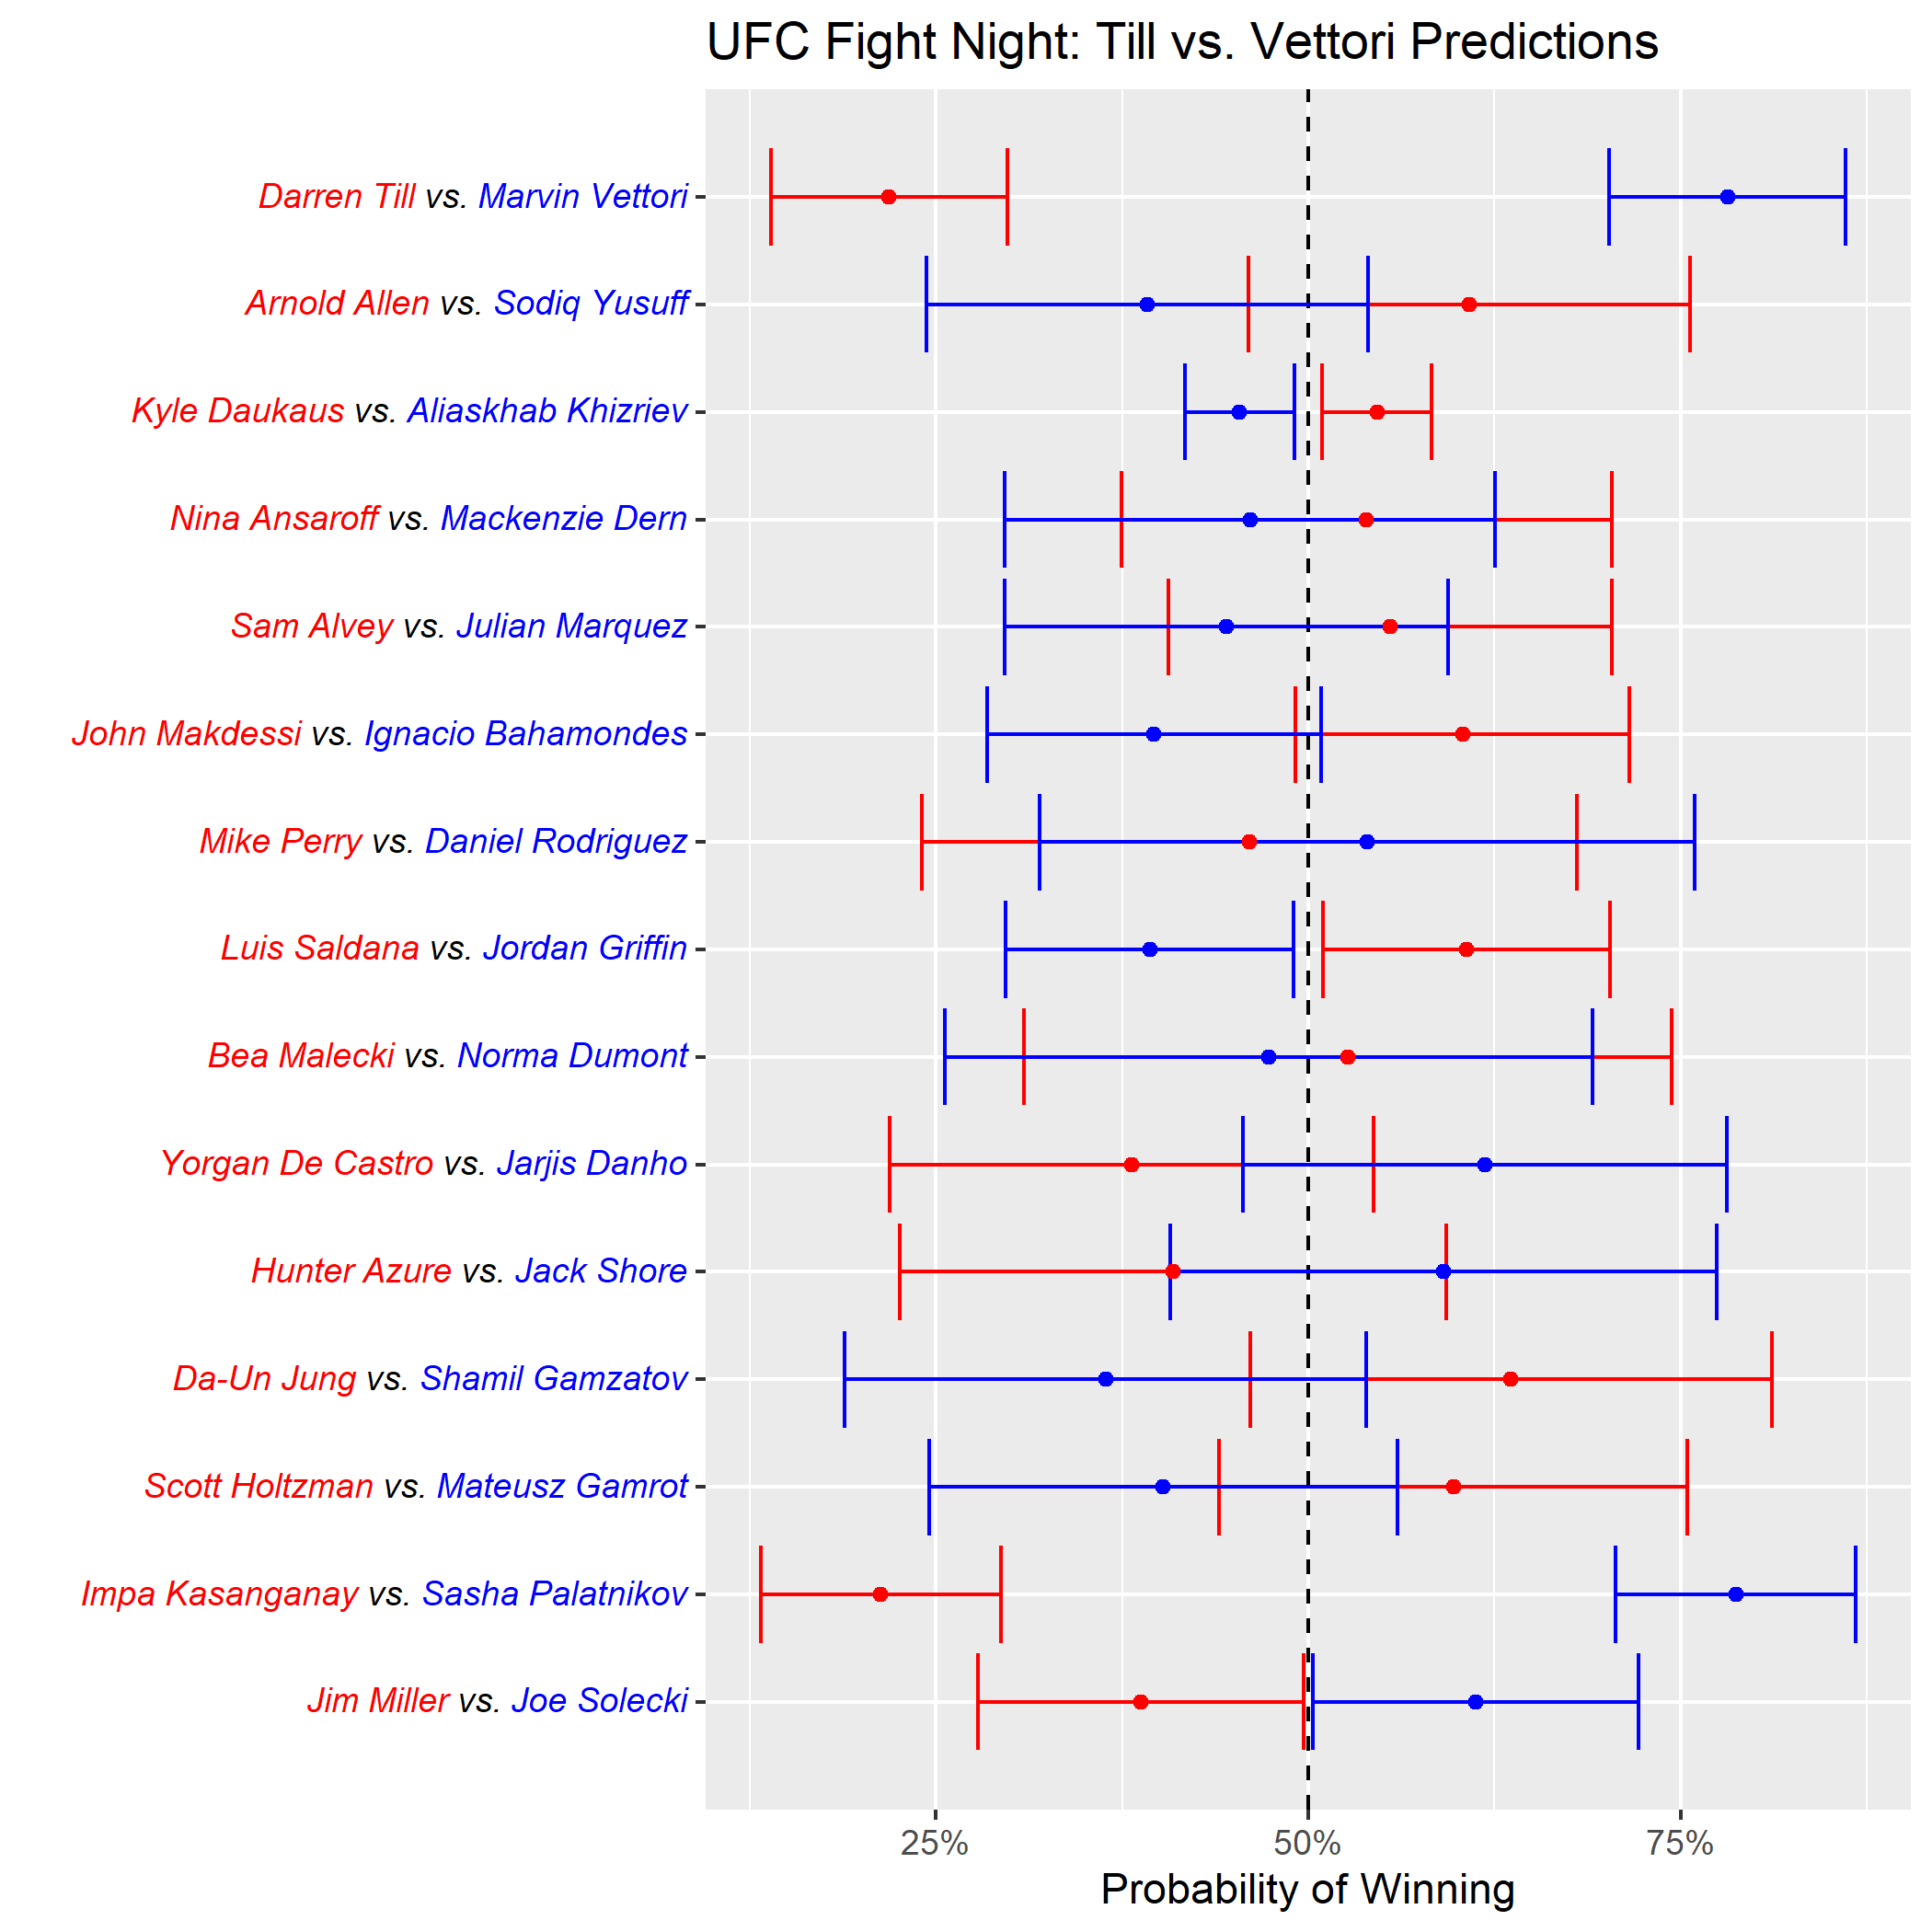 UFC Fight Night: Till vs. Vettori Predictions
Darren Till vs. Marvin Vettori
Arnold Allen vs. Sodiq Yusuff
Kyle Daukaus vs. Aliaskhab Khizriev
Nina Ansaroff vs. Mackenzie Dern
Sam Alvey vs. Julian Marquez
John Makdessi vs. Ignacio Bahamondes
Mike Perry vs. Daniel Rodriguez
Luis Saldana vs. Jordan Griffin
Bea Malecki vs. Norma Dumont
Yorgan De Castro vs. Jarjis Danho
Hunter Azure vs. Jack Shore
Da-Un Jung vs. Shamil Gamzatov
Scott Holtzman vs. Mateusz Gamrot
Impa Kasanganay vs. Sasha Palatnikov
Jim Miller vs. Joe Solecki
25% 50% 75%
Probability of Winning